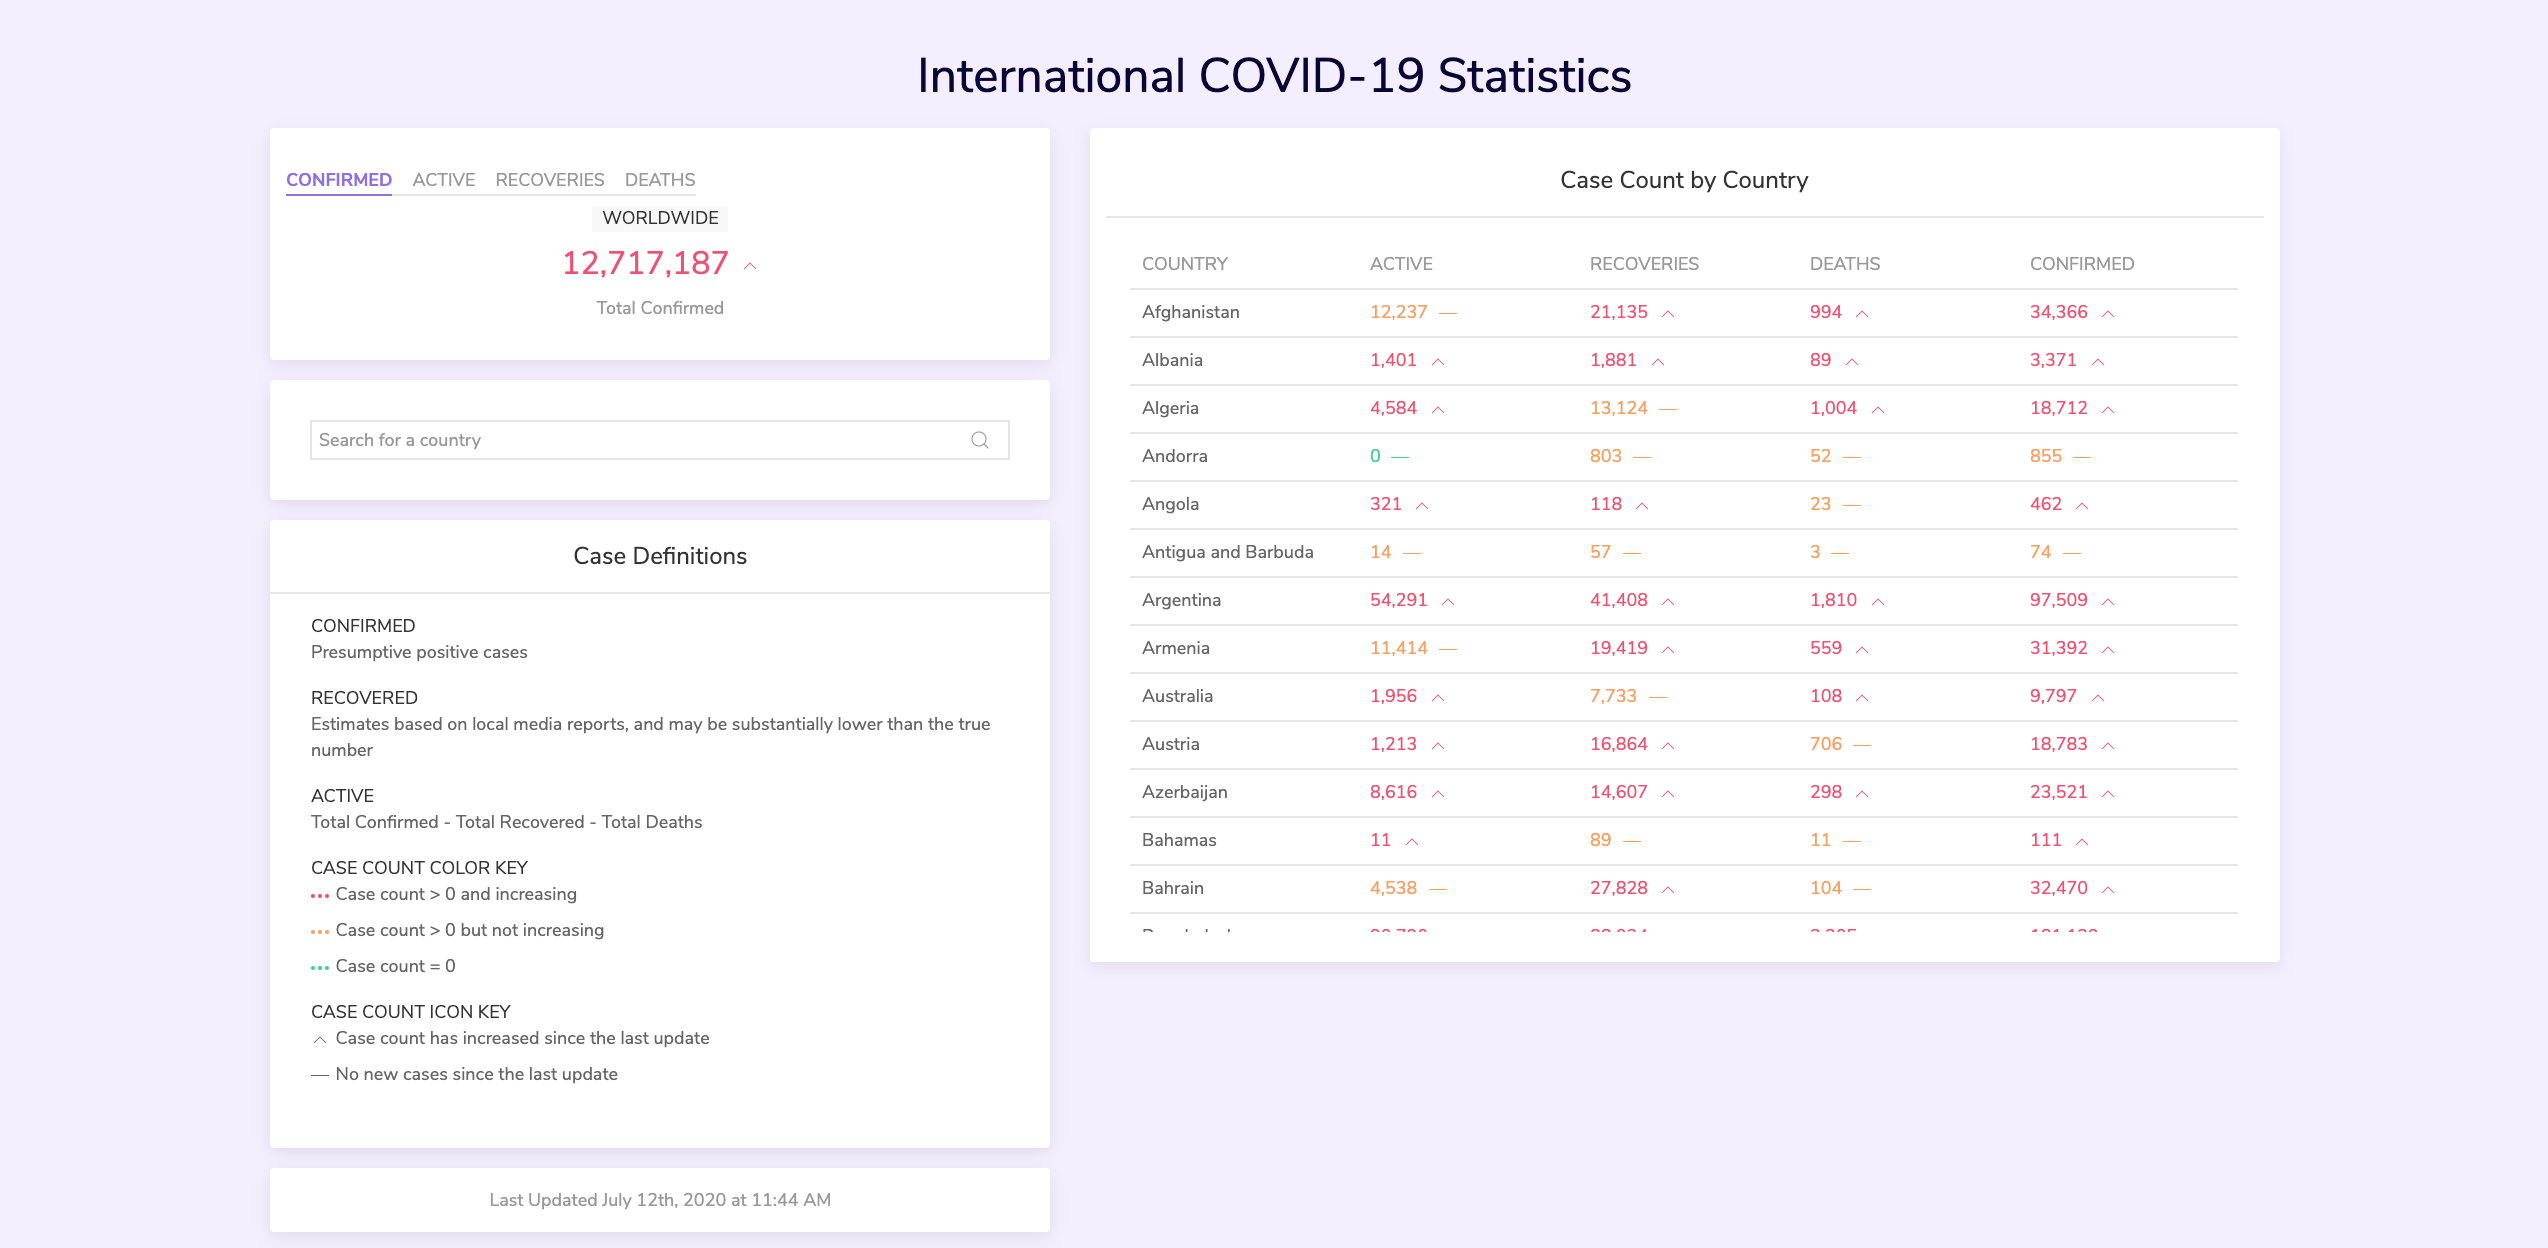 International COVID-19 Statistics
CONFIRMED ACTIVE RECOVERIES DEATHS
WORLDWIDE
12,717,187
Total Confirmed
Search for a country
Case Definitions
CONFIRMED
Presumptive positive cases
RECOVERED
Estimates based on local media reports, and may be substantially lower than the true
number
ACTIVE
Total Confirmed - Total Recovered - Total Deaths
CASE COUNT COLOR KEY
Case count > 0 and increasing
Case count > 0 but not increasing
Case count = 0
CASE COUNT ICON KEY
Case count has increased since the last update
— No new cases since the last update
Last Updated July 12th, 2020 at 11:44 AM
Case Count by Country
COUNTRY ACTIVE RECOVERIES DEATHS CONFIRMED
Afghanistan 12,237 — 21,135 994 34,366
Albania 1,401 1,881 89 3,371
Algeria 4,584 13,124 — 1,004 18,712
Andorra 0 — 803 — 52 — 855 —
Angola 321 118 23 — 462
Antigua and Barbuda 14 — 57 — 3 — 74 —
Argentina 54,291 41,408 1,810 97,509
Armenia 11,414 — 19,419 559 31,392
Australia 1,956 7,733 — 108 9,797
Austria 1,213 16,864 706 — 18,783
Azerbaijan 8,616 14,607 298 23,521
Bahamas 11 89 — 11 — 111
Bahrain 4,538 — 27,828 104 — 32,470